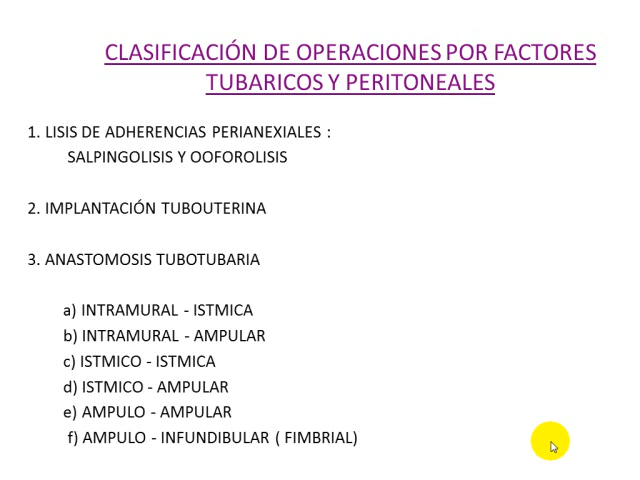 CLASIFICACIÓN DE OPERACIONES POR FACTORES
TUBARICOS Y PERITONEALES
1. LISIS DE ADHERENCIAS PERIANEXIALES :
SALPINGOLISIS Y OOFOROLISIS
2. IMPLANTACIÓN TUBOUTERINA
3. ANASTOMOSIS TUBOTUBARIA
a) INTRAMURAL - ISTMICA
b) INTRAMURAL - AMPULAR
c) ISTMICO - ISTMICA
d) ISTMICO - AMPULAR
e) AMPULO - AMPULAR
f) AMPULO - INFUNDIBULAR ( FIMBRIAL)